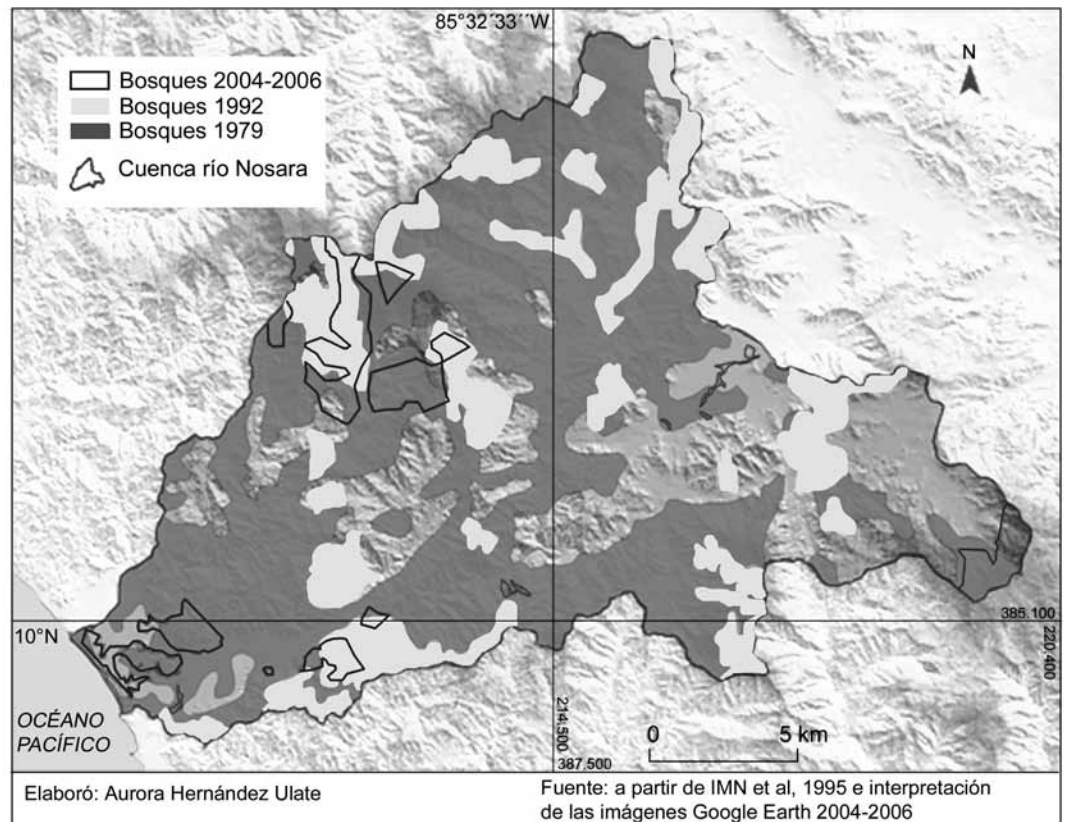 85°32´33´´W
N
Bosques 2004-2006
Bosques 1992
Bosques 1979
Cuenca río Nosara
10°N
385.100
220.400
OCÉANO
PACÍFICO
214.500
387.500
0 5 km
Elaboró: Aurora Hernández Ulate
Fuente: a partir de IMN et al, 1995 e interpretación
de las imágenes Google Earth 2004-2006